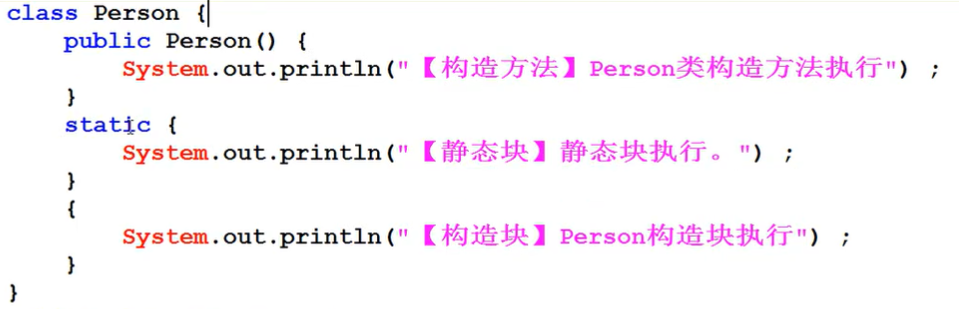 class Person {
public Person() {
System.out.println("【构造方法】Person类构造方法执行") ;
}
static {
System.out.println("【静态块】静态块执行。") ;
}
{
System.out.println("【构造块】Person构造块执行") ;
}
}